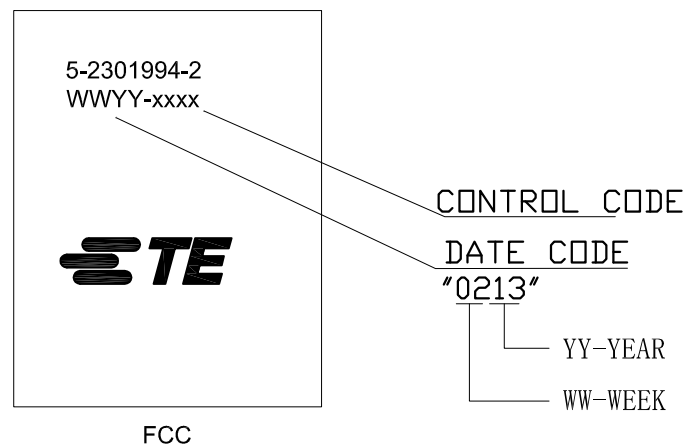 5-2301994-2
WWYY-xxxx
CONTROL CODE
TE
DATE CODE
"0213"
YY-YEAR
WW-WEEK
FCC